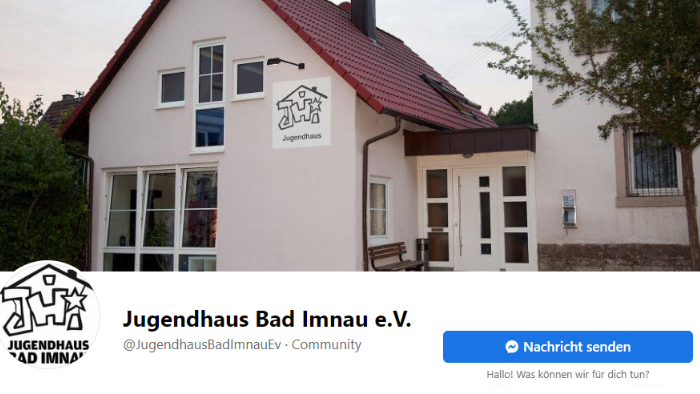 JHI
Jugendhaus
JHI
JUGENDHAUS
BAD IMNAU
Jugendhaus Bad Imnau e.V.
@JugendhausBadImnauEv · Community
Nachricht senden
Hallo! Was können wir für dich tun?